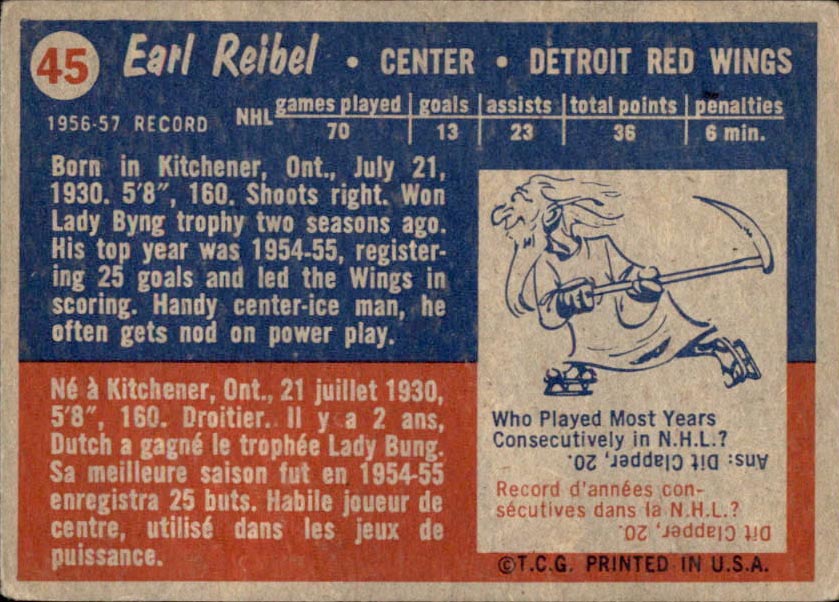 45 Earl Reibel • CENTER • DETROIT RED WINGS
1956-57 RECORD NHL games played goals assists total points penalties
70 13 23 36 6 min.
Born in Kitchener, Ont., July 21,
1930. 5'8", 160. Shoots right. Won
Lady Byng trophy two seasons ago.
His top year was 1954-55, register-
ing 25 goals and led the Wings in
scoring. Handy center-ice man, he
often gets nod on power play.
Né à Kitchener, Ont., 21 juillet 1930,
5'8", 160. Droitier. Il y a 2 ans,
Dutch a gagné le trophée Lady Bung.
Sa meilleure saison fut en 1954-55
enregistra 25 buts. Habile joueur de
centre, utilisé dans les jeux de
puissance.
Who Played Most Years
Consecutively in N.H.L.?
Ans: Dit Clapper, 20.
Record d'années con-
sécutives dans la N.H.L.?
Dit Clapper, 20.
©T.C.G. PRINTED IN U.S.A.